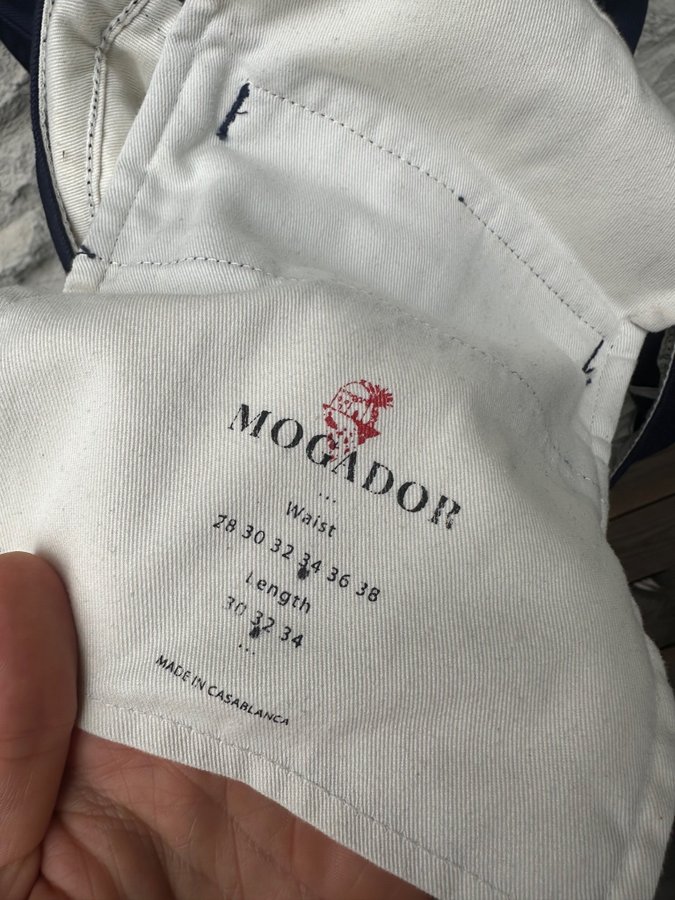 MOGADOR
...
Waist
28 30 32 34 36 38
Length
30 32 34
...
MADE IN CASABLANCA